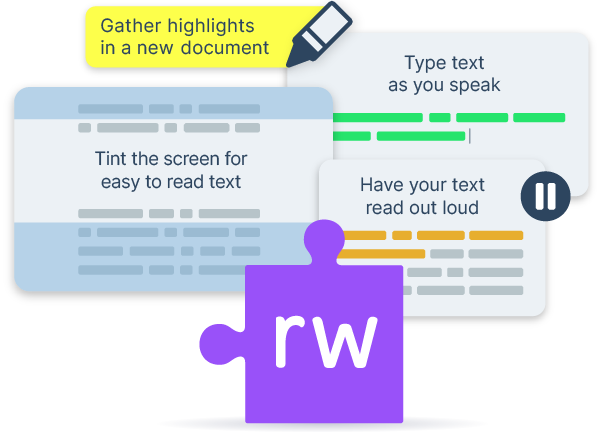 Gather highlights
in a new document
Type text
as you speak
Tint the screen for
easy to read text
Have your text
read out loud
rw